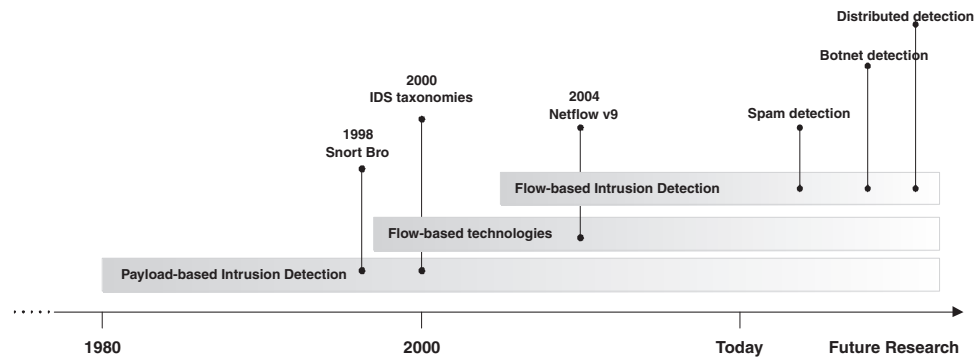 Distributed detection
Botnet detection
2000
IDS taxonomies
2004
Netflow v9
Spam detection
1998
Snort Bro
Flow-based Intrusion Detection
Flow-based technologies
Payload-based Intrusion Detection
1980
2000
Today
Future Research